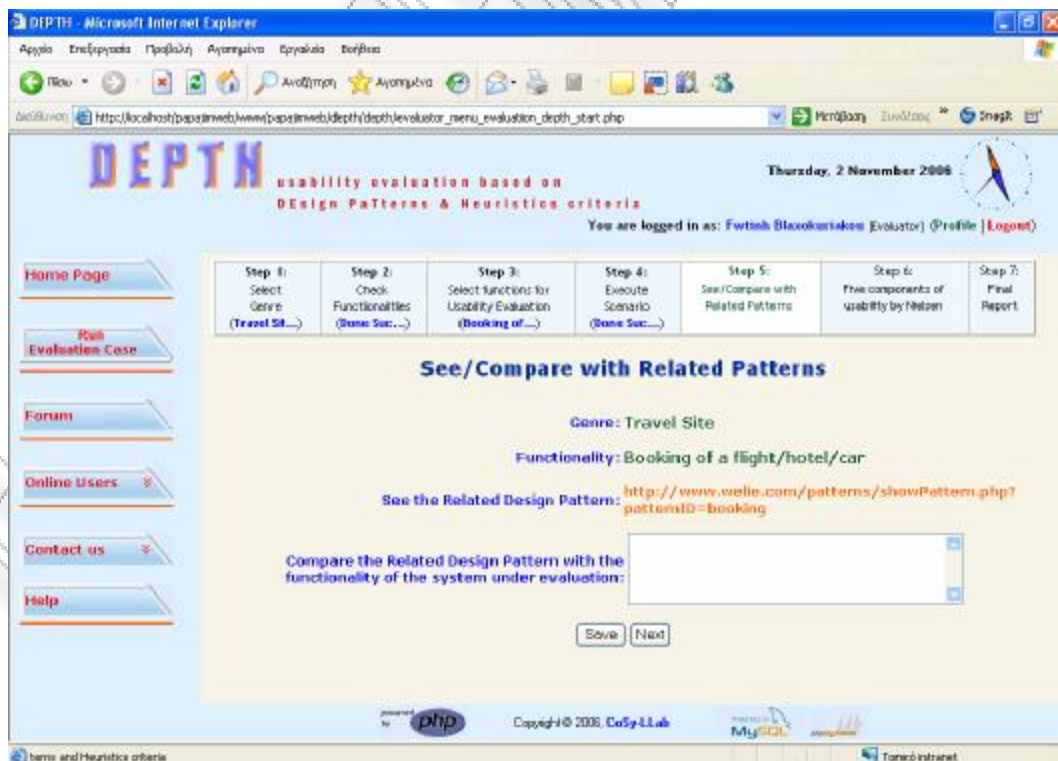 DEPTH - Microsoft Internet Explorer
Αρχείο Επεξεργασία Προβολή Αγαπημένα Εργαλεία Βοήθεια
Πίσω Αναζήτηση Αγαπημένα
Διεύθυνση http://localhost/papajimweb/www/papajimweb/depth/depth/evaluator_menu_evaluation_depth_start.php Μετάβαση Συνδέσεις » SnagIt
DEPTH
usability evaluation based on
DEsign PaTterns & Heuristics criteria
Thursday, 2 November 2006
You are logged in as: Fwtinh Blaxokuriakou [Evaluator] (Profile | Logout)
Home Page
Run
Evaluation Case
Forum
Online Users
Contact us
Help
Step 1:
Select
Genre
(Travel Sit....)
Step 2:
Check
Functionalities
(Done Suc....)
Step 3:
Select functions for
Usability Evaluation
(Booking of....)
Step 4:
Execute
Scenario
(Done Suc....)
Step 5:
See/Compare with
Related Patterns
Step 6:
Five components of
usability by Nielsen
Step 7:
Final
Report
See/Compare with Related Patterns
Genre: Travel Site
Functionality: Booking of a flight/hotel/car
See the Related Design Pattern: http://www.welie.com/patterns/showPattern.php?
patternID=booking
Compare the Related Design Pattern with the
functionality of the system under evaluation:
Save Next
powered
by php Copyright © 2006, CoSy-LLab MySQL
terns and Heuristics criteria Τοπικό intranet